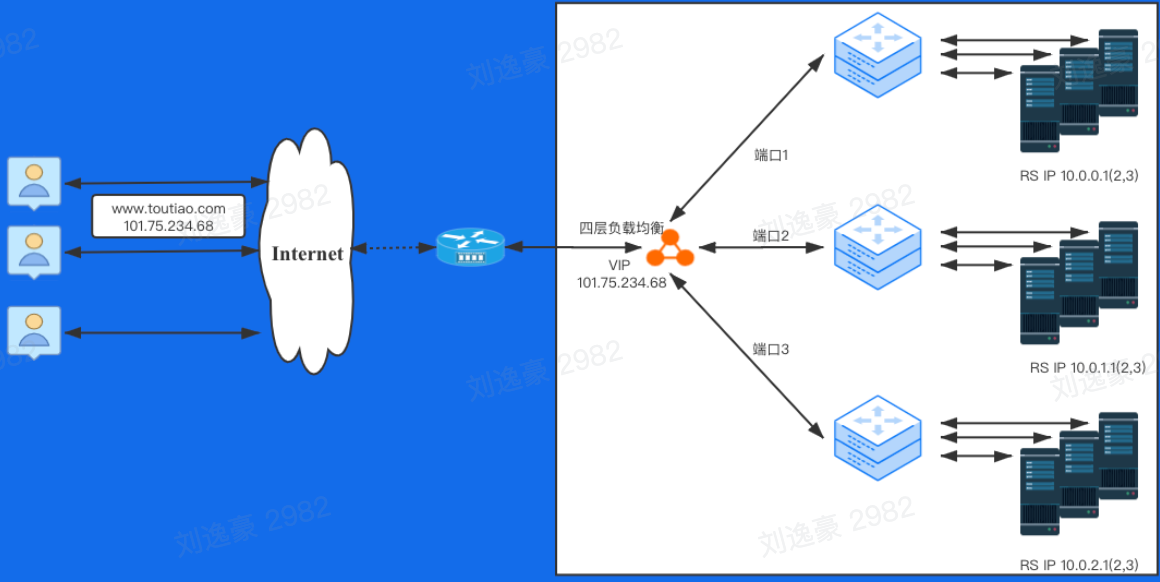 www.toutiao.com
101.75.234.68
Internet
四层负载均衡
VIP
101.75.234.68
端口1
端口2
端口3
RS IP 10.0.0.1(2,3)
RS IP 10.0.1.1(2,3)
RS IP 10.0.2.1(2,3)
刘逸豪 2982
刘逸豪 2982
刘逸豪 2982
刘逸豪 2982
刘逸豪 2982
刘逸豪 2982